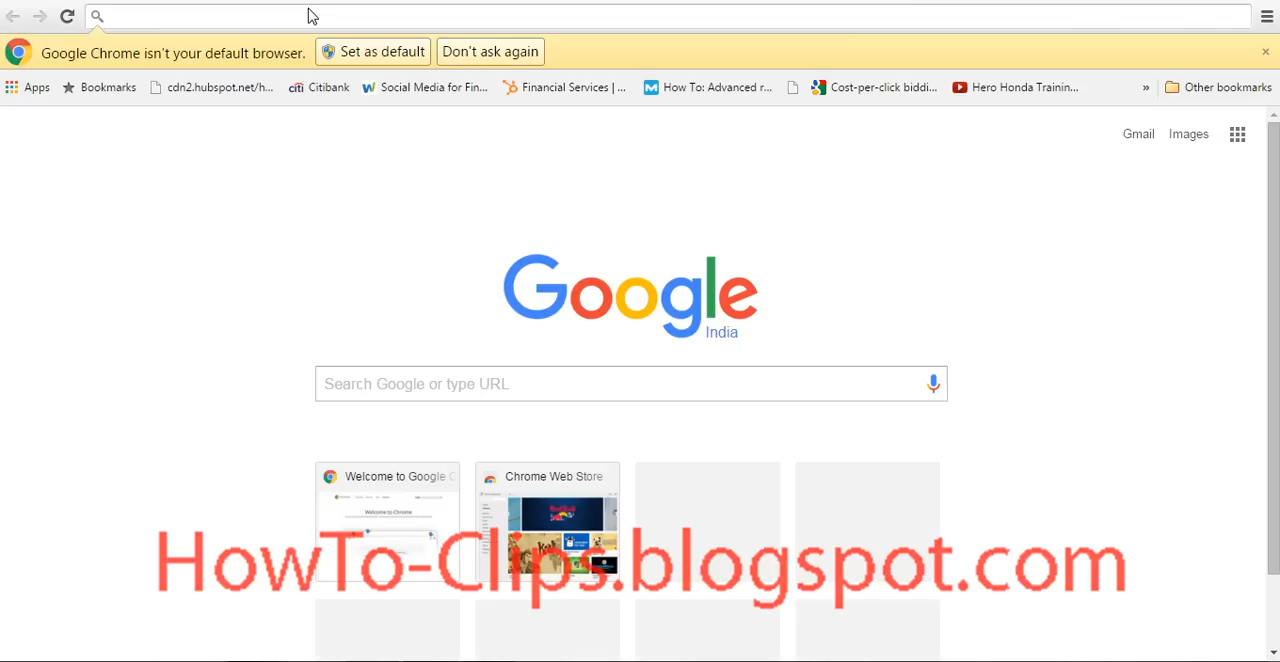 Google Chrome isn't your default browser. Set as default Don't ask again
Apps Bookmarks cdn2.hubspot.net/h... Citibank Social Media for Fin... Financial Services | ... How To: Advanced r... Cost-per-click biddi... Hero Honda Trainin... » Other bookmarks
Gmail Images
Google
India
Search Google or type URL
Welcome to Google Chrome Web Store
Welcome to Chrome
HowTo-Clips.blogspot.com